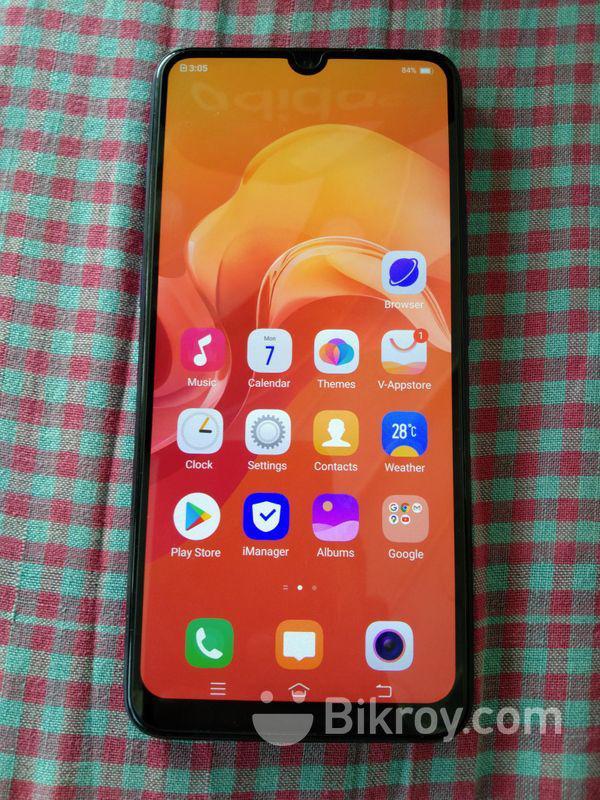 3:05
84%
Browser
Mon
7
1
Music
Calendar
Themes
V-Appstore
28°c
Clock
Settings
Contacts
Weather
Play Store
iManager
Albums
Google
Bikroy.com